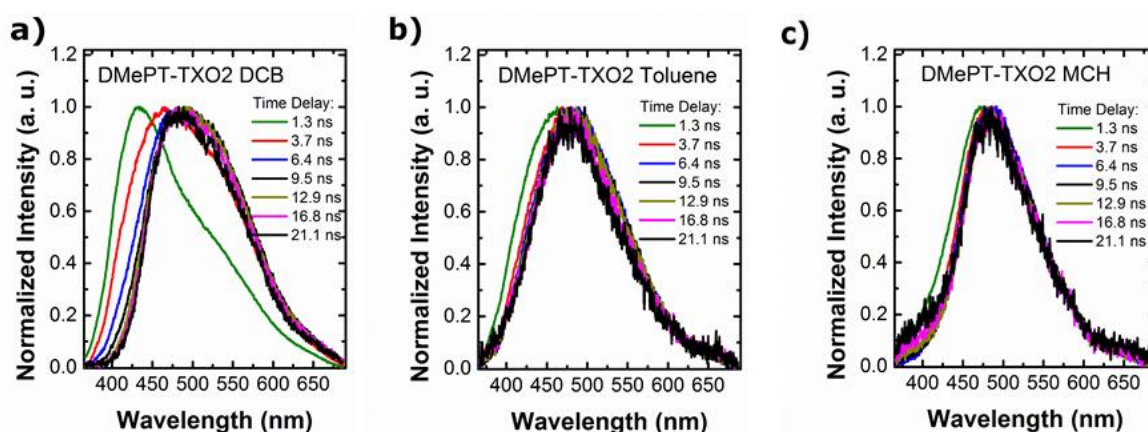 a)
1.2
1.0
0.8
0.6
0.4
0.2
0.0
Normalized Intensity (a. u.)
DMePT-TXO2 DCB
Time Delay:
1.3 ns
3.7 ns
6.4 ns
9.5 ns
12.9 ns
16.8 ns
21.1 ns
400 450 500 550 600 650
Wavelength (nm)
b)
1.2
1.0
0.8
0.6
0.4
0.2
0.0
Normalized Intensity (a. u.)
DMePT-TXO2 Toluene
Time Delay:
1.3 ns
3.7 ns
6.4 ns
9.5 ns
12.9 ns
16.8 ns
21.1 ns
400 450 500 550 600 650
Wavelength (nm)
c)
1.2
1.0
0.8
0.6
0.4
0.2
0.0
Normalized Intensity (a. u.)
DMePT-TXO2 MCH
Time Delay:
1.3 ns
3.7 ns
6.4 ns
9.5 ns
12.9 ns
16.8 ns
21.1 ns
400 450 500 550 600 650
Wavelength (nm)